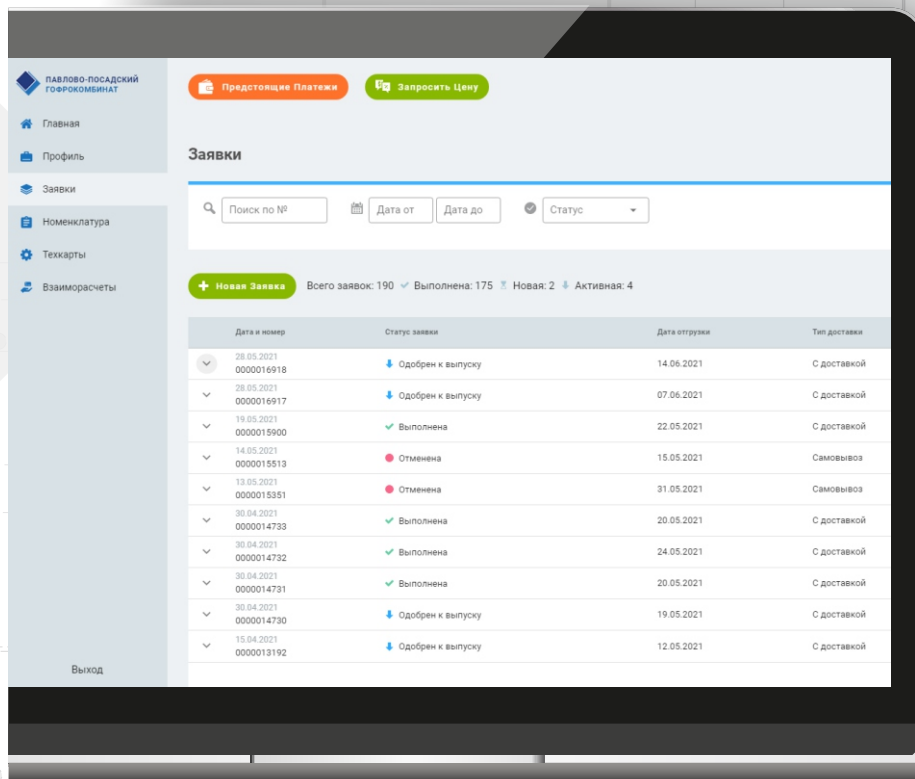 ПАВЛОВО-ПОСАДСКИЙ
ГОФРОКОМБИНАТ
Предстоящие Платежи
Запросить Цену
Главная
Профиль
Заявки
Номенклатура
Техкарты
Взаиморасчеты
Выход
Заявки
Поиск по №
Дата от
Дата до
Статус
Новая Заявка
Всего заявок: 190 Выполнена: 175 Новая: 2 Активная: 4
Дата и номер Статус заявки Дата отгрузки Тип доставки
28.05.2021
0000016918 Одобрен к выпуску 14.06.2021 С доставкой
28.05.2021
0000016917 Одобрен к выпуску 07.06.2021 С доставкой
19.05.2021
0000015900 Выполнена 22.05.2021 С доставкой
14.05.2021
0000015513 Отменена 15.05.2021 Самовывоз
13.05.2021
0000015351 Отменена 31.05.2021 Самовывоз
30.04.2021
0000014733 Выполнена 20.05.2021 С доставкой
30.04.2021
0000014732 Выполнена 24.05.2021 С доставкой
30.04.2021
0000014731 Выполнена 20.05.2021 С доставкой
30.04.2021
0000014730 Одобрен к выпуску 19.05.2021 С доставкой
15.04.2021
0000013192 Одобрен к выпуску 12.05.2021 С доставкой